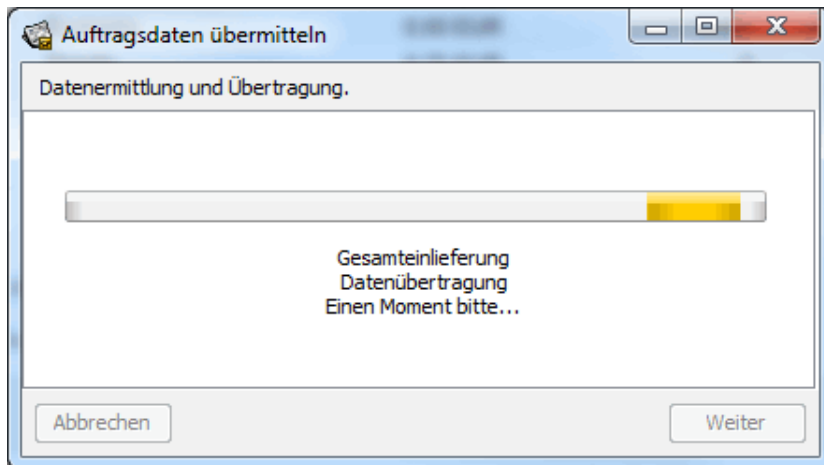 Auftragsdaten übermitteln
Datenermittlung und Übertragung.
Gesamteinlieferung
Datenübertragung
Einen Moment bitte...
Abbrechen
Weiter